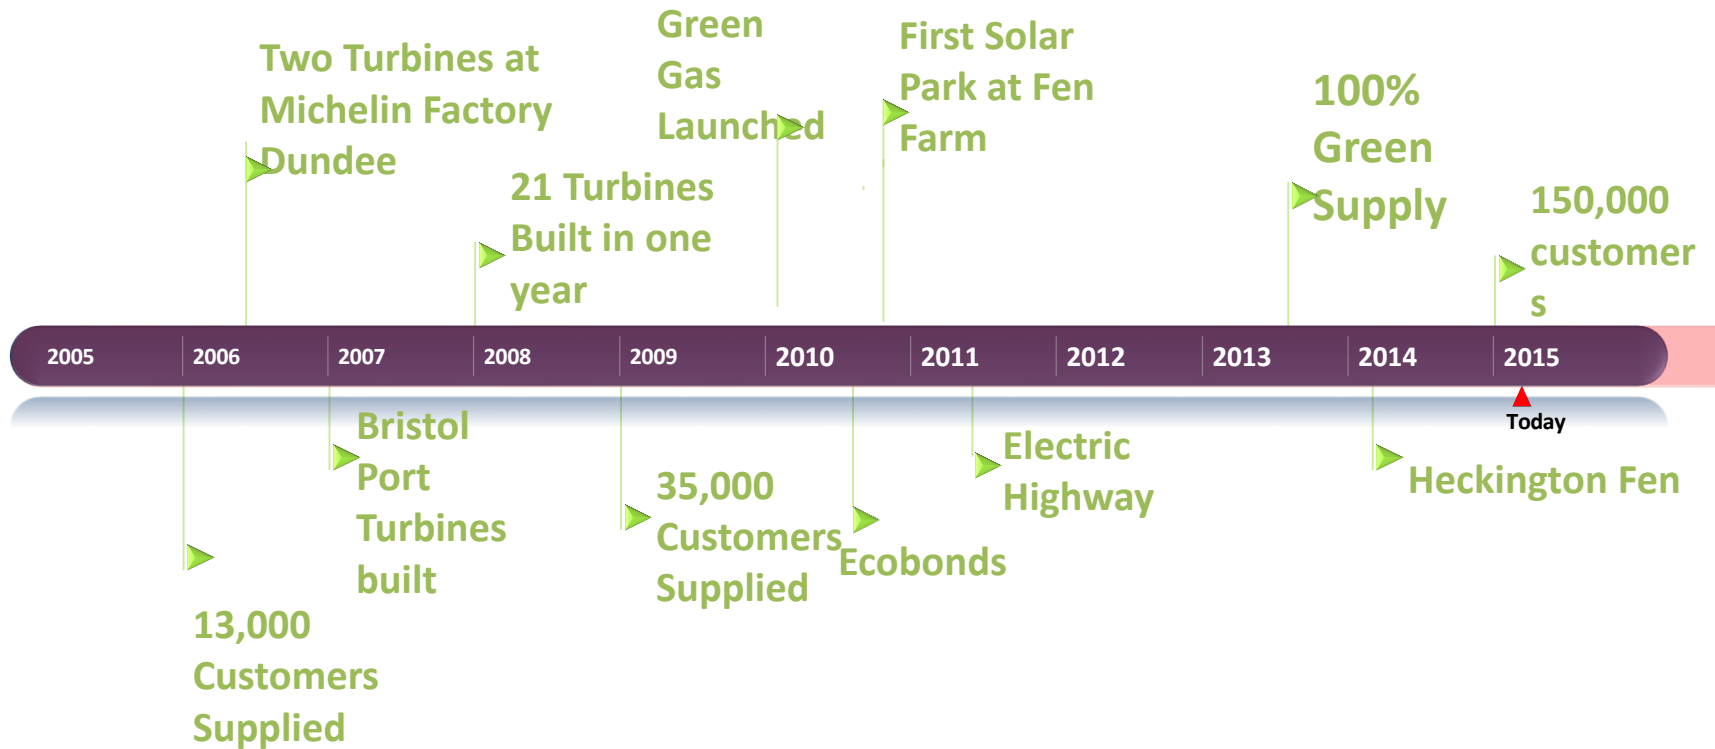 Two Turbines at
Michelin Factory
Dundee
21 Turbines
Built in one
year
Green
Gas
Launched
First Solar
Park at Fen
Farm
100%
Green
Supply
150,000
customer
s
2005 2006 2007 2008 2009 2010 2011 2012 2013 2014 2015
Today
13,000
Customers
Supplied
Bristol
Port
Turbines
built
35,000
Customers
Supplied
Ecobonds
Electric
Highway
Heckington Fen